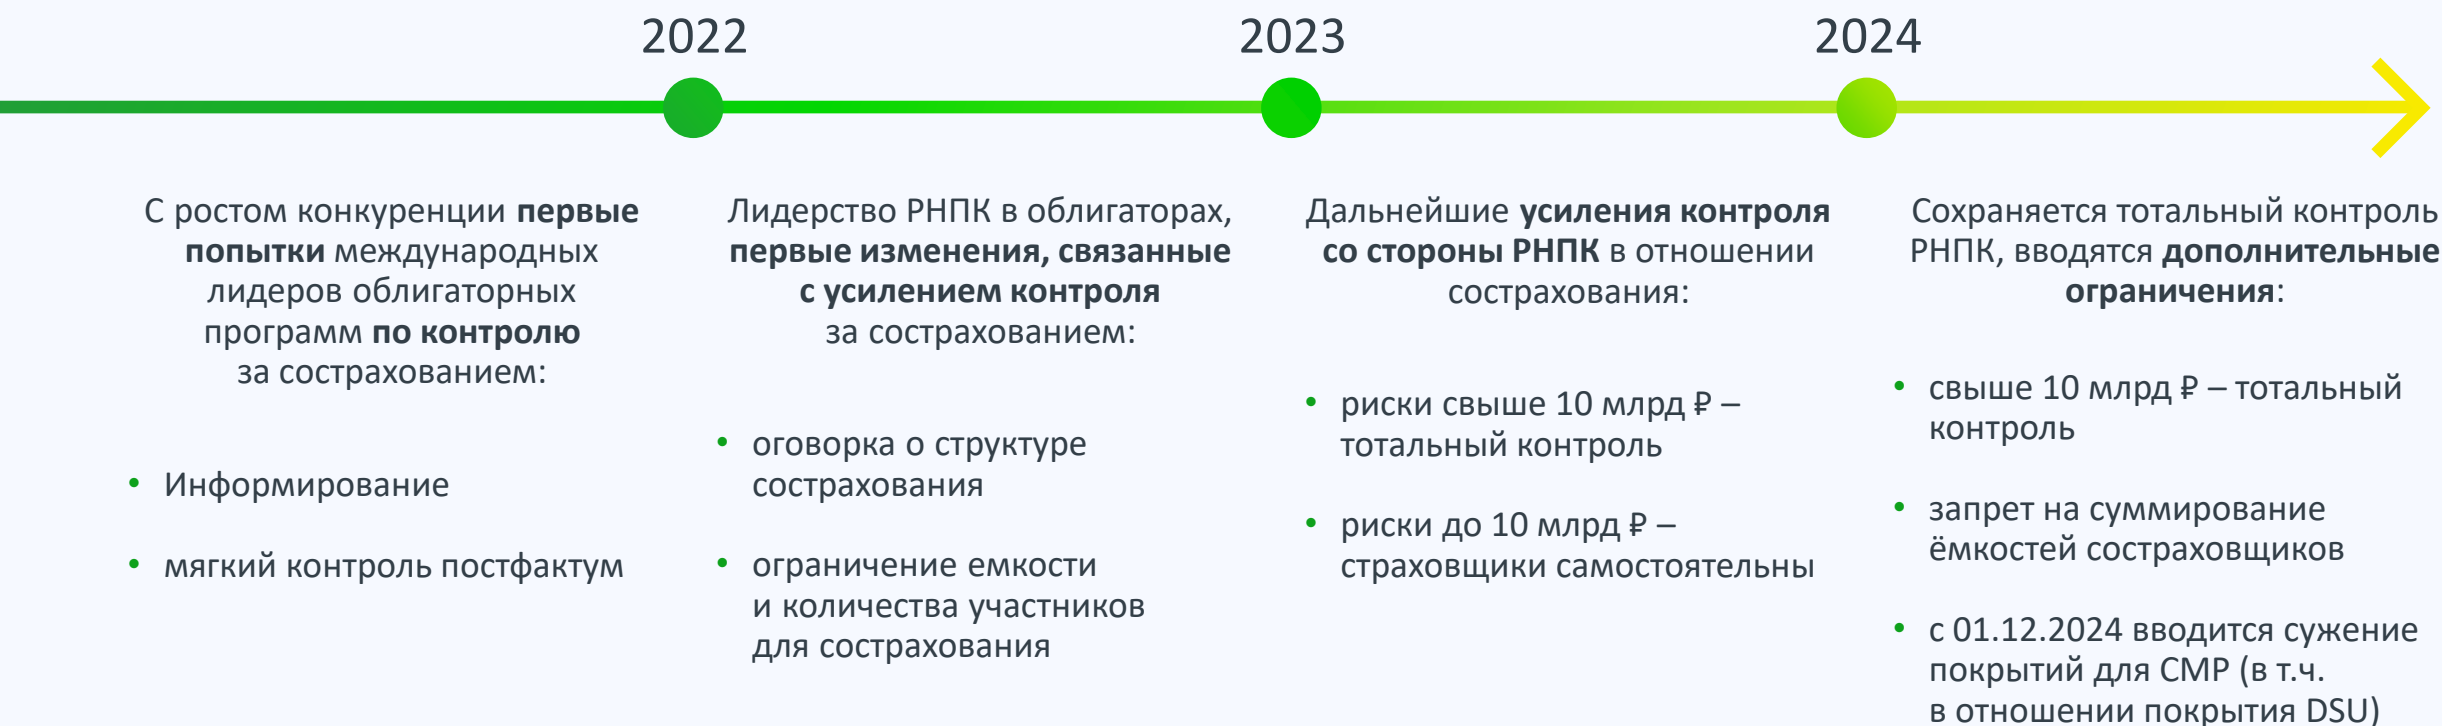 2022
2023
2024
С ростом конкуренции первые
попытки международных
лидеров облигаторных
программ по контролю
за сострахованием:
• Информирование
• мягкий контроль постфактум
Лидерство РНПК в облигаторах,
первые изменения, связанные
с усилением контроля
за сострахованием:
• оговорка о структуре
сострахования
• ограничение емкости
и количества участников
для сострахования
Дальнейшие усиления контроля
со стороны РНПК в отношении
сострахования:
• риски свыше 10 млрд ₽ –
тотальный контроль
• риски до 10 млрд ₽ –
страховщики самостоятельны
Сохраняется тотальный контроль
РНПК, вводятся дополнительные
ограничения:
• свыше 10 млрд ₽ – тотальный
контроль
• запрет на суммирование
ёмкостей состраховщиков
• с 01.12.2024 вводится сужение
покрытий для СМР (в т.ч.
в отношении покрытия DSU)